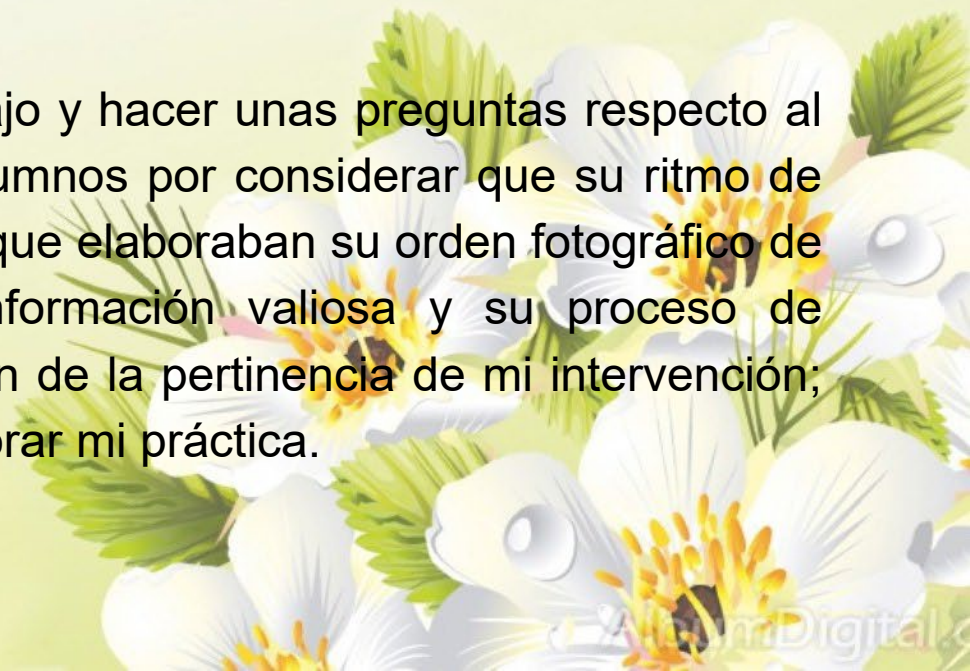 jo y hacer unas preguntas respecto al
umnos por considerar que su ritmo de
que elaboraban su orden fotográfico de
nformación valiosa y su proceso de
n de la pertinencia de mi intervención;
orar mi práctica.
AlbumDigital.c